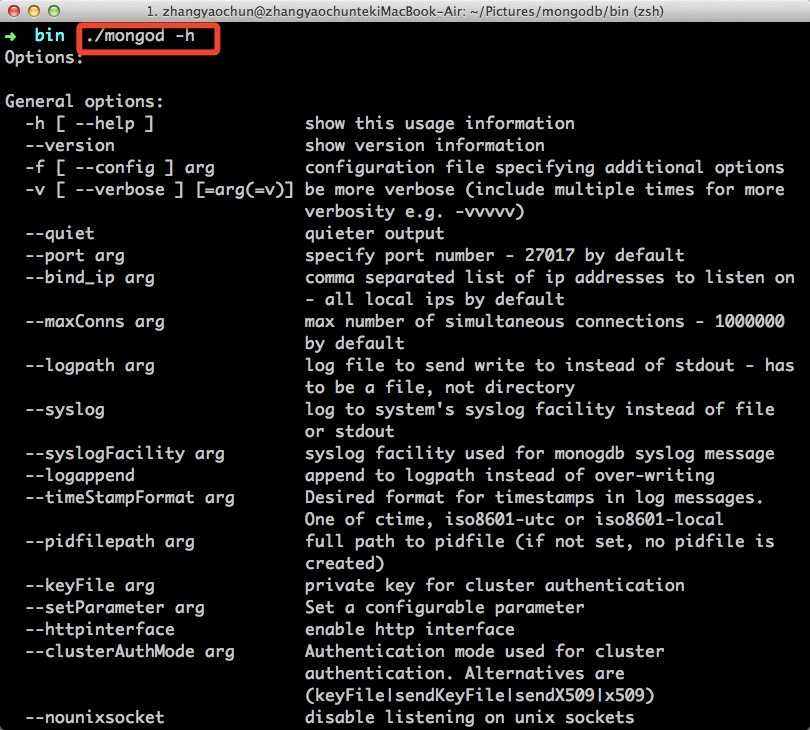 1. zhangyaochun@zhangyaochuntekiMacBook-Air: ~/Pictures/mongodb/bin (zsh)
➜ bin ./mongod -h
Options:
General options:
-h [ --help ] show this usage information
--version show version information
-f [ --config ] arg configuration file specifying additional options
-v [ --verbose ] [=arg(=v)] be more verbose (include multiple times for more
verbosity e.g. -vvvvv)
--quiet quieter output
--port arg specify port number - 27017 by default
--bind_ip arg comma separated list of ip addresses to listen on
- all local ips by default
--maxConns arg max number of simultaneous connections - 1000000
by default
--logpath arg log file to send write to instead of stdout - has
to be a file, not directory
--syslog log to system's syslog facility instead of file
or stdout
--syslogFacility arg syslog facility used for monogdb syslog message
--logappend append to logpath instead of over-writing
--timeStampFormat arg Desired format for timestamps in log messages.
One of ctime, iso8601-utc or iso8601-local
--pidfilepath arg full path to pidfile (if not set, no pidfile is
created)
--keyFile arg private key for cluster authentication
--setParameter arg Set a configurable parameter
--httpinterface enable http interface
--clusterAuthMode arg Authentication mode used for cluster
authentication. Alternatives are
(keyFile|sendKeyFile|sendX509|x509)
--nounixsocket disable listening on unix sockets